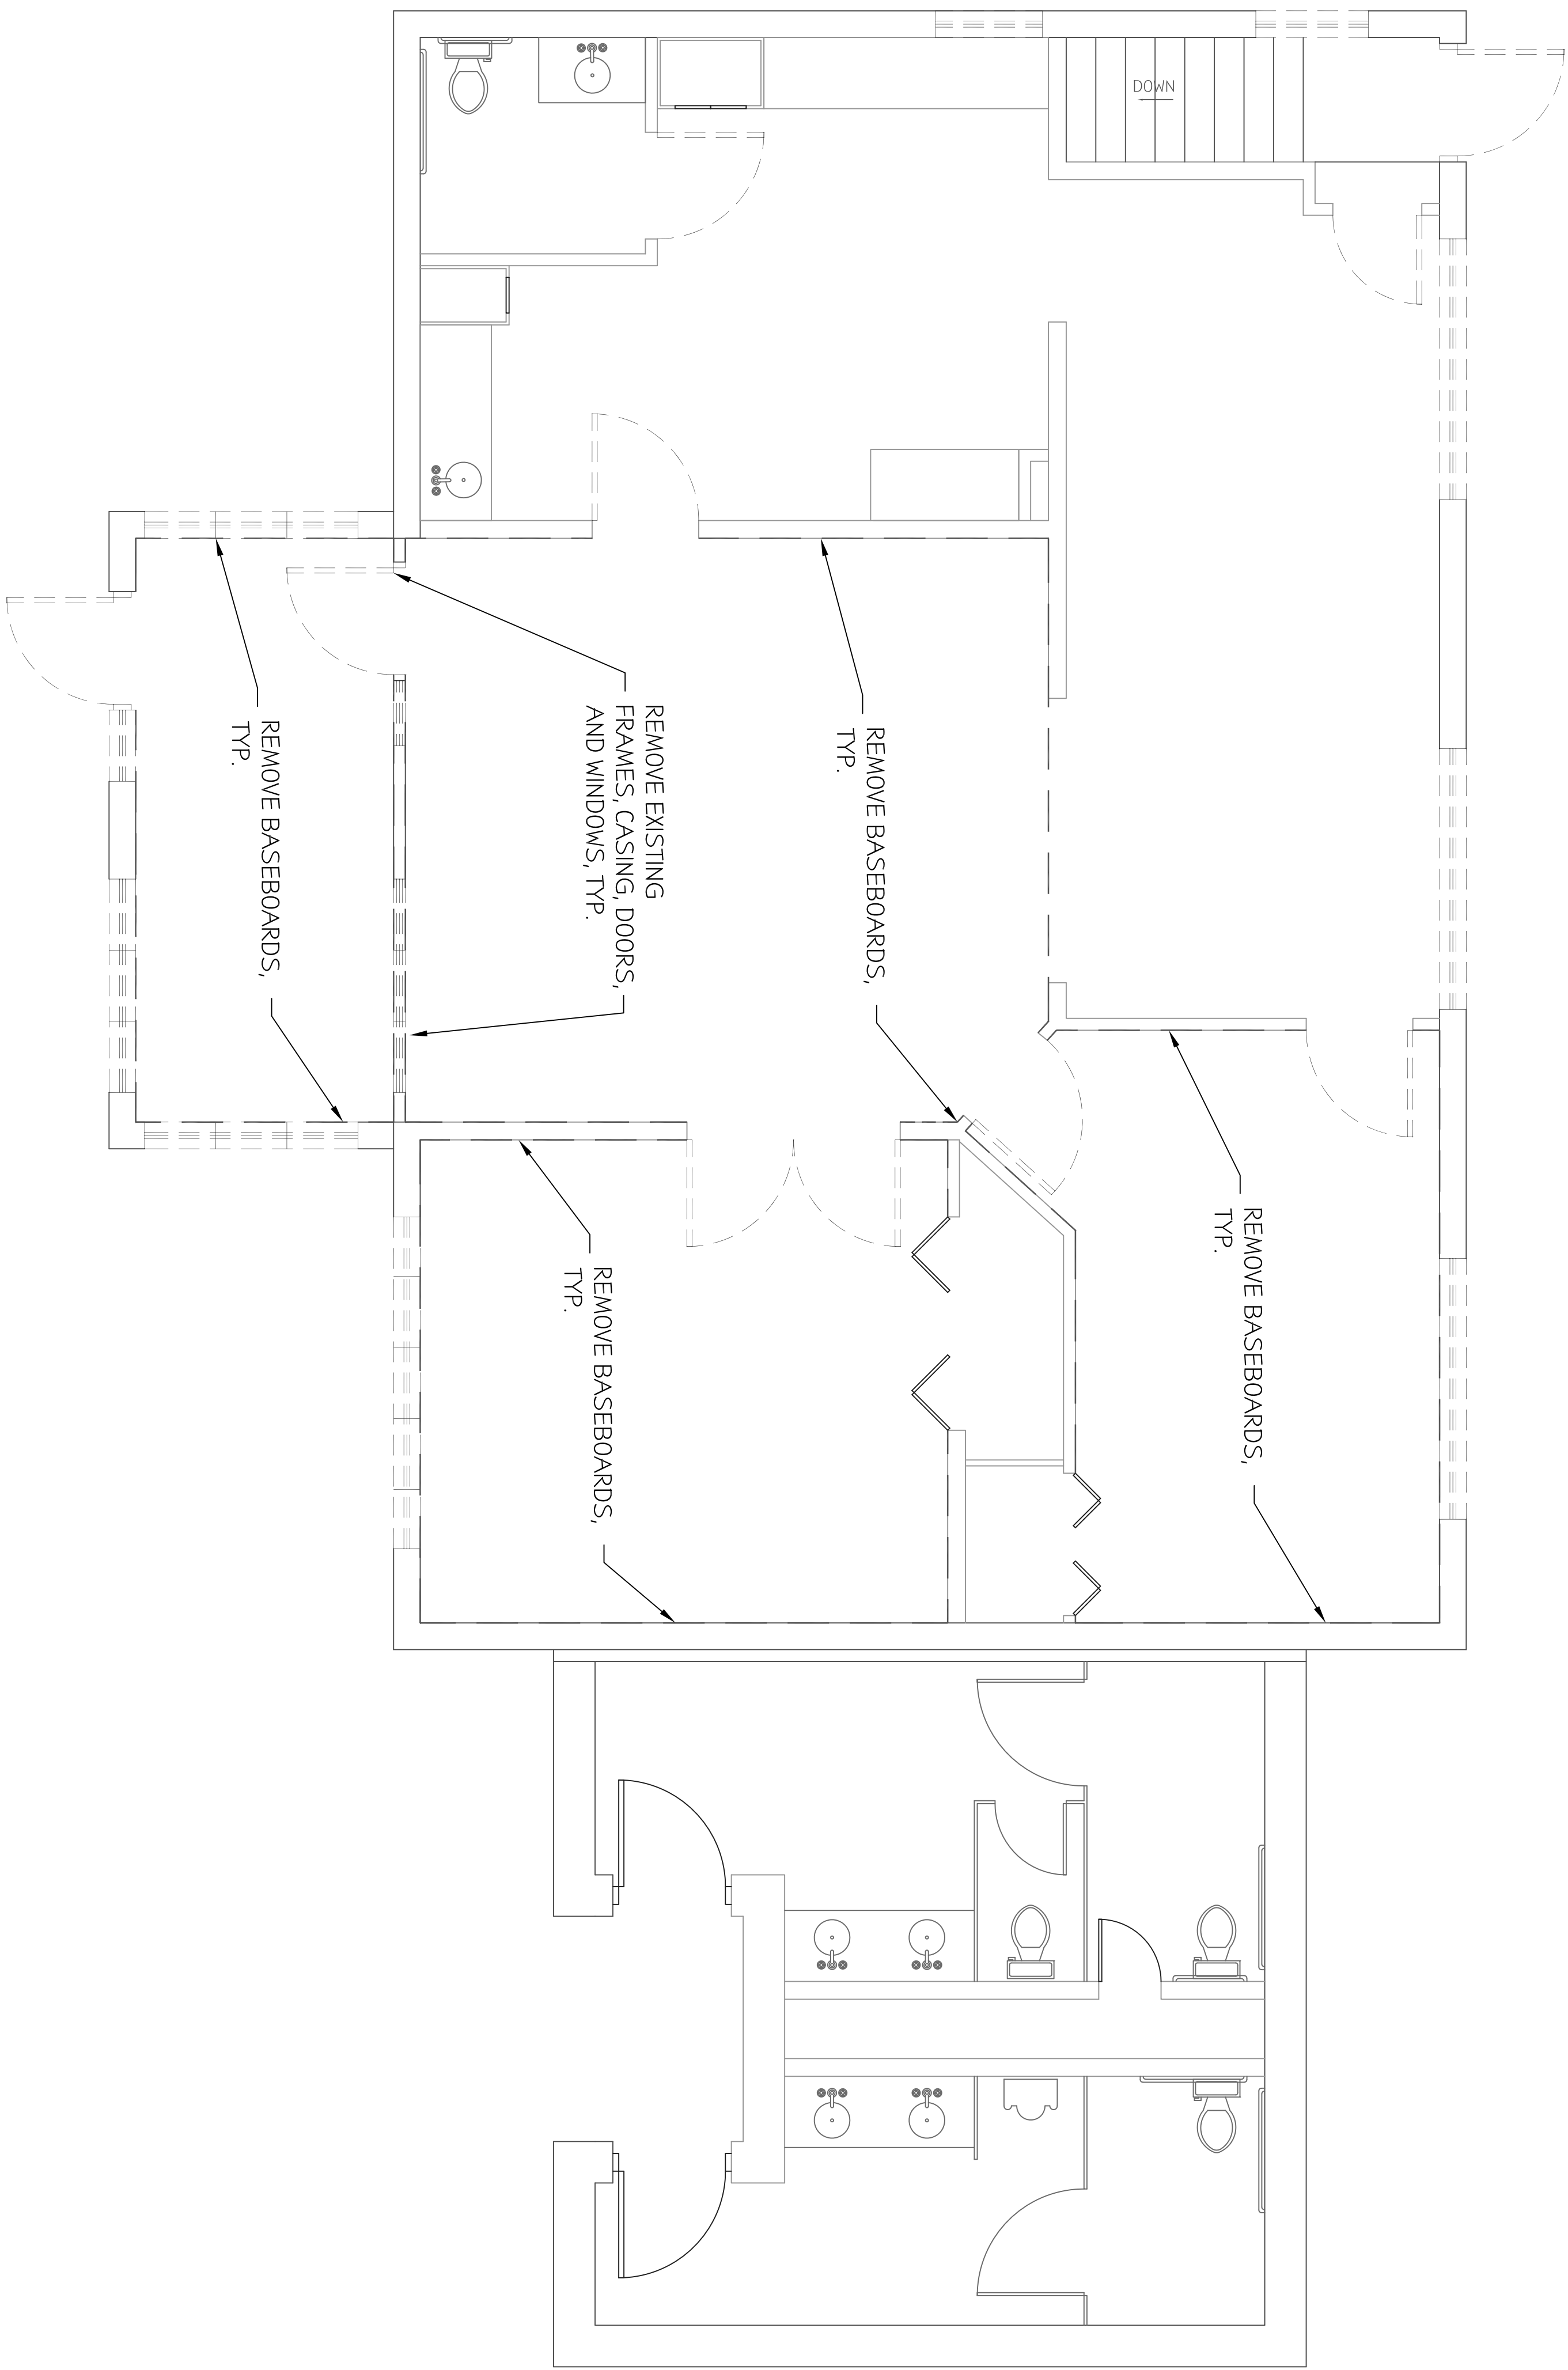 DOWN
REMOVE BASEBOARDS,
TYP.
REMOVE EXISTING
FRAMES, CASING, DOORS,
AND WINDOWS, TYP.
REMOVE BASEBOARDS,
TYP.
REMOVE BASEBOARDS,
TYP.
REMOVE BASEBOARDS,
TYP.